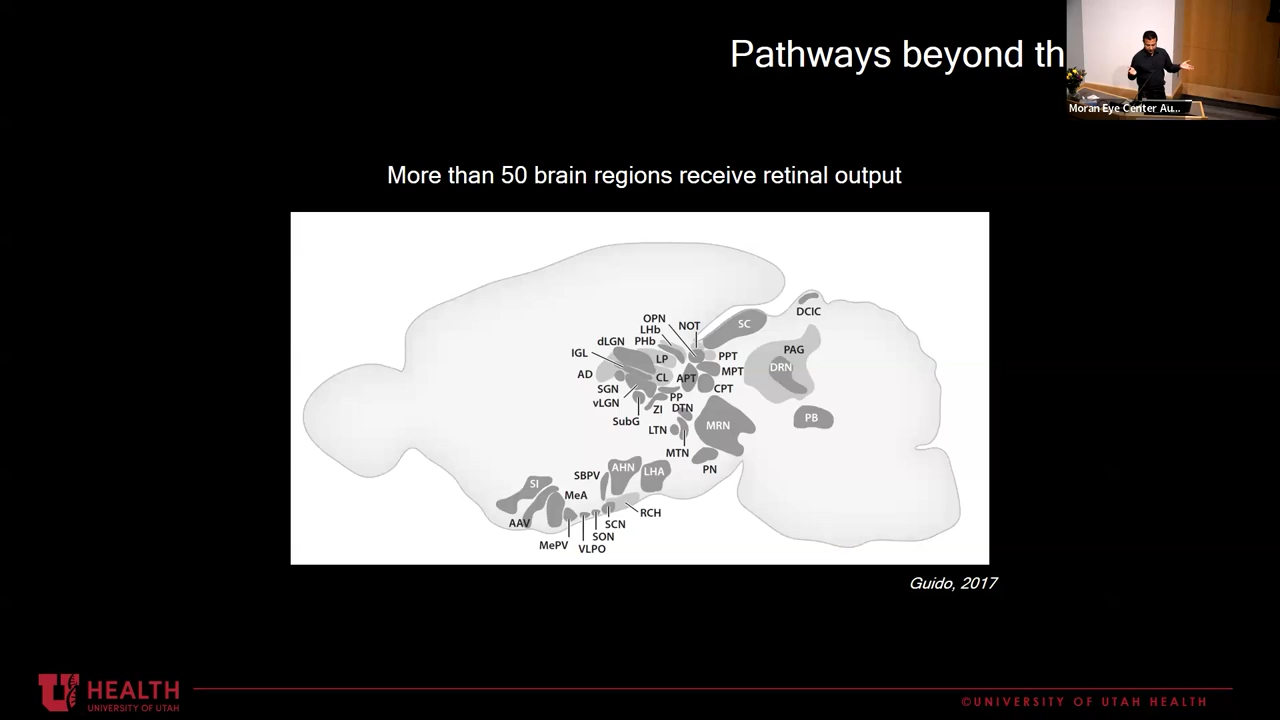 Pathways beyond th
Moran Eye Center Au...
More than 50 brain regions receive retinal output
OPN
NOT
SC
DCIC
LHb
PHb
dLGN
IGL
LP
PPT
PAG
AD
CL
APT
MPT
DRN
SGN
CPT
vLGN
PP
ZI
DTN
SubG
LTN
MRN
PB
MTN
PN
SBPV
AHN
LHA
SI
MeA
RCH
AAV
SCN
SON
MePV
VLPO
Guido, 2017
U HEALTH
UNIVERSITY OF UTAH
©UNIVERSITY OF UTAH HEALTH